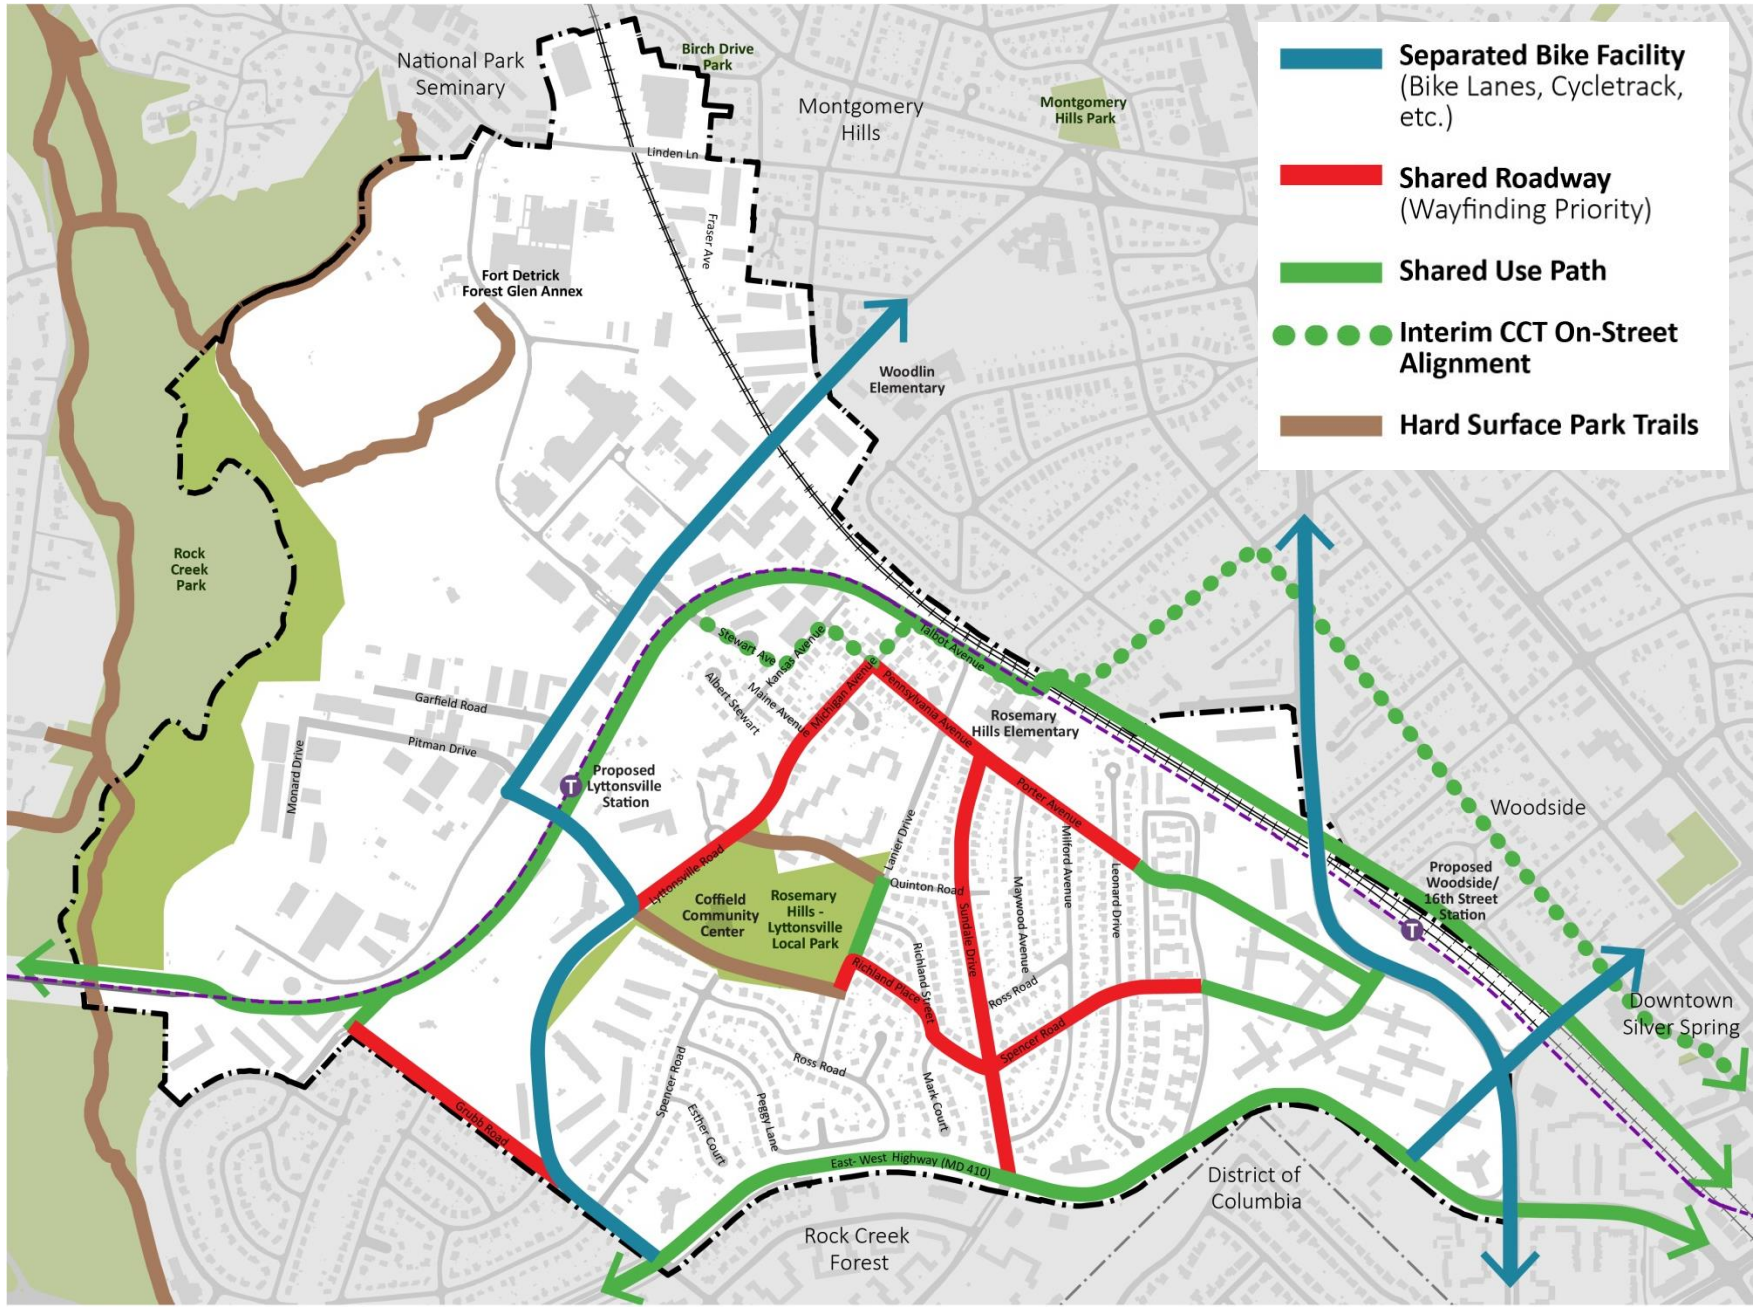 National Park
Seminary
Birch Drive
Park
Montgomery
Hills
Montgomery
Hills Park
Separated Bike Facility
(Bike Lanes, Cycletrack,
etc.)
Shared Roadway
(Wayfinding Priority)
Shared Use Path
Interim CCT On-Street
Alignment
Hard Surface Park Trails
Linden Ln
Fraser Ave
Fort Detrick
Forest Glen Annex
Woodlin
Elementary
Rock
Creek
Park
Stewart Ave
Kansas Avenue
Talbot Avenue
Albert Stewart
Maine Avenue
Michigan Avenue
Pennsylvania Avenue
Rosemary
Hills Elementary
Garfield Road
Pitman Drive
Monard Drive
T
Proposed
Lyttonsville
Station
Porter Avenue
Woodside
Lyttonsville Road
Lanier Drive
Quinton Road
Milford Avenue
Leonard Drive
Maywood Avenue
Sundale Drive
Proposed
Woodside/
16th Street
Station
T
Coffield
Community
Center
Rosemary
Hills -
Lyttonsville
Local Park
Richland Place
Richland Street
Ross Road
Spencer Road
Downtown
Silver Spring
Ross Road
Spencer Road
Mark Court
Peggy Lane
Esther Court
Grubb Road
East- West Highway (MD 410)
District of
Columbia
Rock Creek
Forest